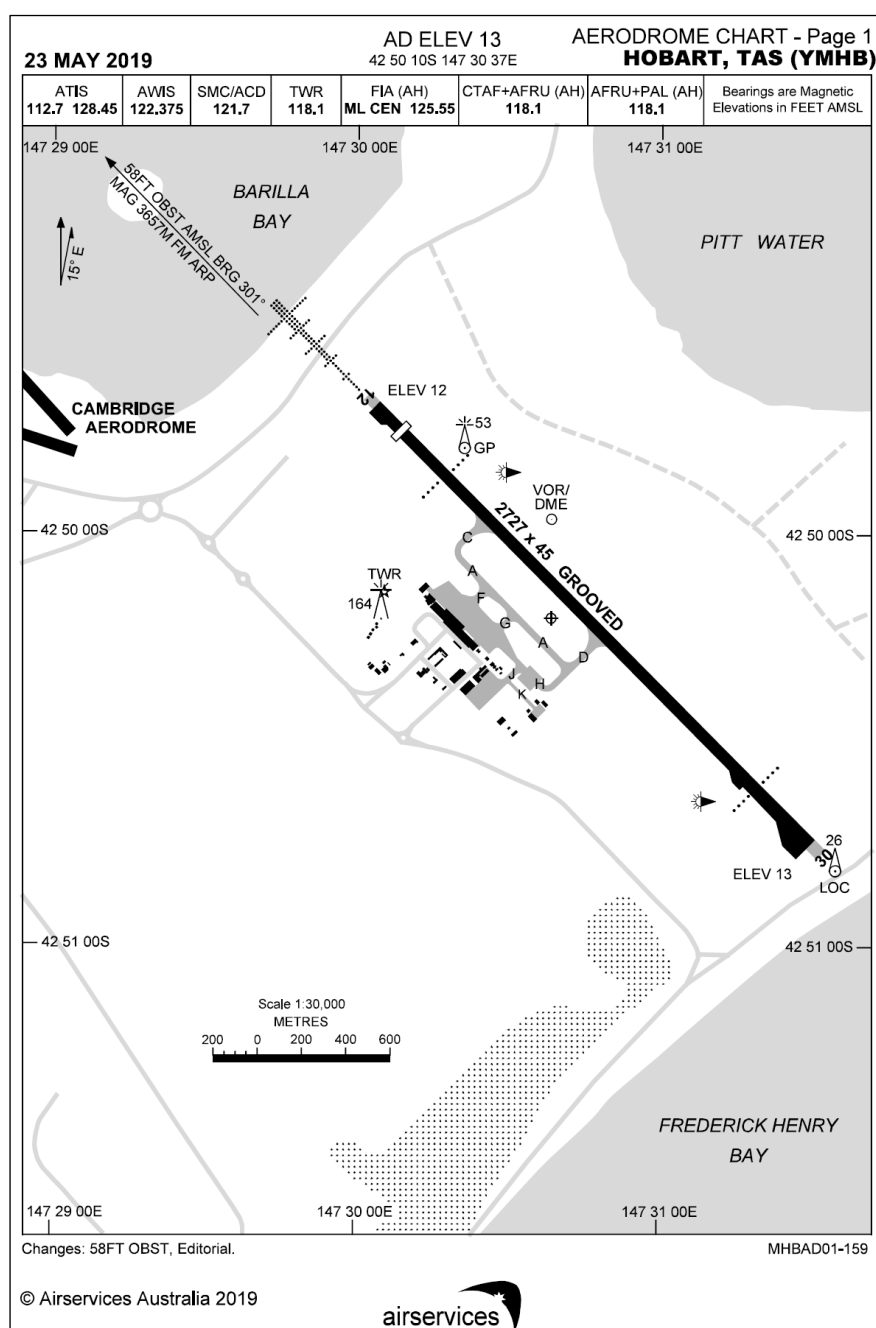 23 MAY 2019
AD ELEV 13
42 50 10S 147 30 37E
AERODROME CHART - Page 1
HOBART, TAS (YMHB)
ATIS
112.7 128.45
AWIS
122.375
SMC/ACD
121.7
TWR
118.1
FIA (AH)
ML CEN 125.55
CTAF+AFRU (AH)
118.1
AFRU+PAL (AH)
118.1
Bearings are Magnetic
Elevations in FEET AMSL
147 29 00E
147 30 00E
147 31 00E
58FT OBST AMSL BRG 301°
MAG 3657M FM ARP
BARILLA
BAY
PITT WATER
15° E
CAMBRIDGE
AERODROME
12
ELEV 12
53
GP
VOR/
DME
42 50 00S
42 50 00S
2727 x 45 GROOVED
C
A
F
G
A
D
J
H
K
TWR
164
26
30
ELEV 13
LOC
42 51 00S
42 51 00S
Scale 1:30,000
METRES
200 0 200 400 600
FREDERICK HENRY
BAY
147 29 00E
147 30 00E
147 31 00E
Changes: 58FT OBST, Editorial.
MHBAD01-159
© Airservices Australia 2019
airservices